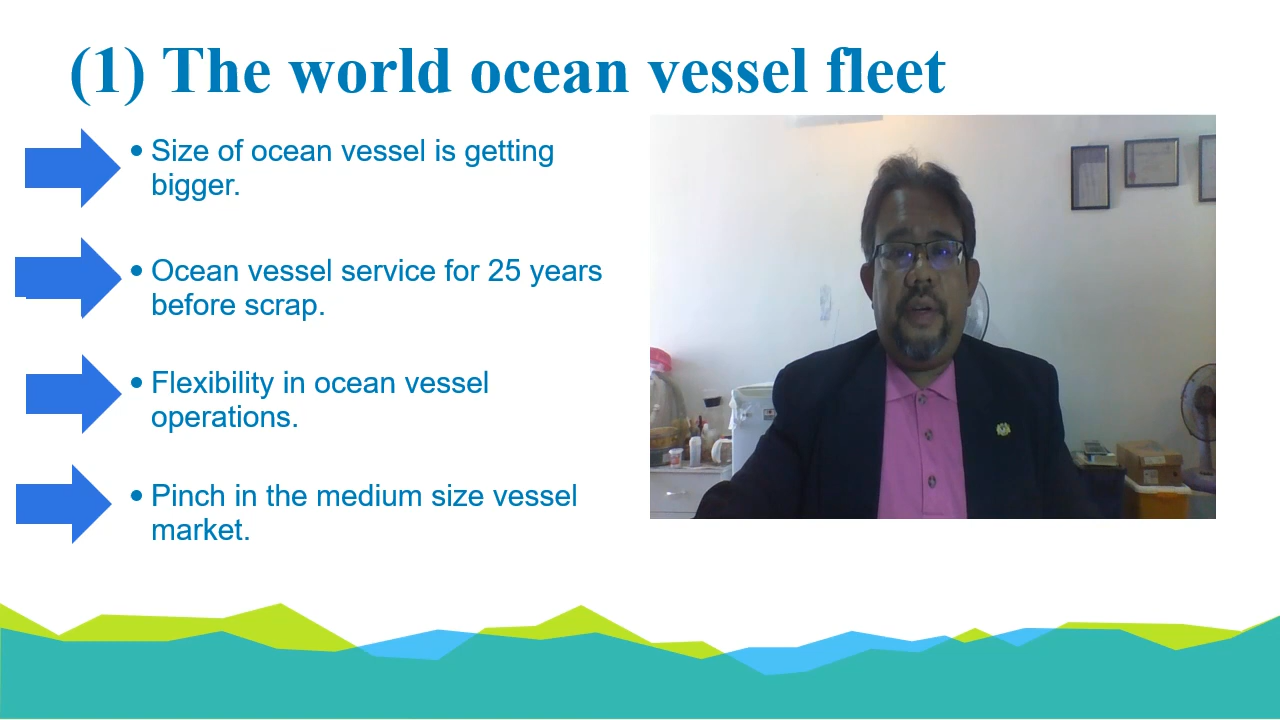 (1) The world ocean vessel fleet
• Size of ocean vessel is getting
bigger.
• Ocean vessel service for 25 years
before scrap.
• Flexibility in ocean vessel
operations.
• Pinch in the medium size vessel
market.